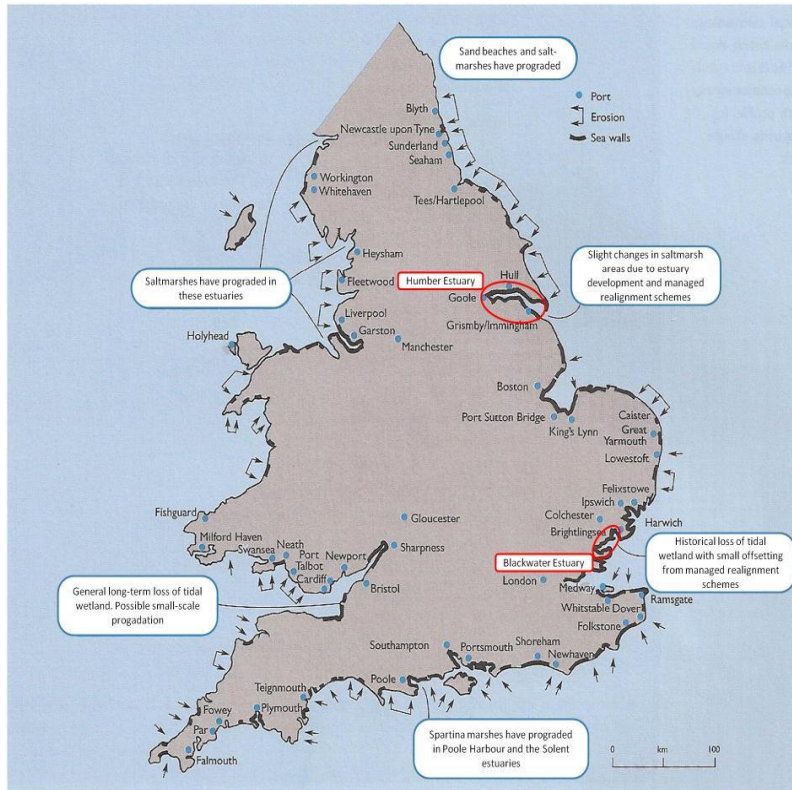 Sand beaches and salt-
marshes have prograded
Port
Erosion
Sea walls
Blyth
Newcastle upon Tyne
Sunderland
Seaham
Workington
Whitehaven
Tees/Hartlepool
Heysham
Saltmarshes have prograded in
these estuaries
Fleetwood
Humber Estuary
Hull
Goole
Slight changes in saltmarsh
areas due to estuary
development and managed
realignment schemes
Grismby/Immingham
Liverpool
Garston
Manchester
Holyhead
Boston
Port Sutton Bridge
King's Lynn
Caister
Great
Yarmouth
Lowestoft
Felixstowe
Ipswich
Colchester
Harwich
Brightlingsea
Fishguard
Milford Haven
Gloucester
Swansea
Neath
Port
Talbot
Newport
Cardiff
Sharpness
Bristol
Historical loss of tidal
wetland with small offsetting
from managed realignment
schemes
Blackwater Estuary
London
Medway
Ramsgate
Whitstable
Dover
Folkstone
General long-term loss of tidal
wetland. Possible small-scale
progadation
Southampton
Portsmouth
Shoreham
Newhaven
Poole
Teignmouth
Plymouth
Fowey
Par
Falmouth
Spartina marshes have prograded
in Poole Harbour and the Solent
estuaries
0 km 100